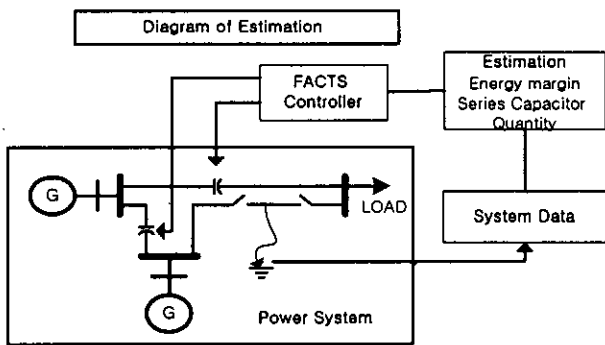 Diagram of Estimation
FACTS
Controller
Estimation
Energy margin
Series Capacitor
Quantity
G
LOAD
System Data
G
Power System